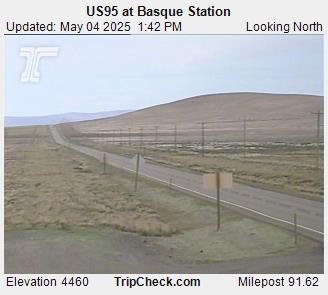 US95 at Basque Station
Updated: May 04 2025 1:42 PM Looking North
Elevation 4460 TripCheck.com Milepost 91.62